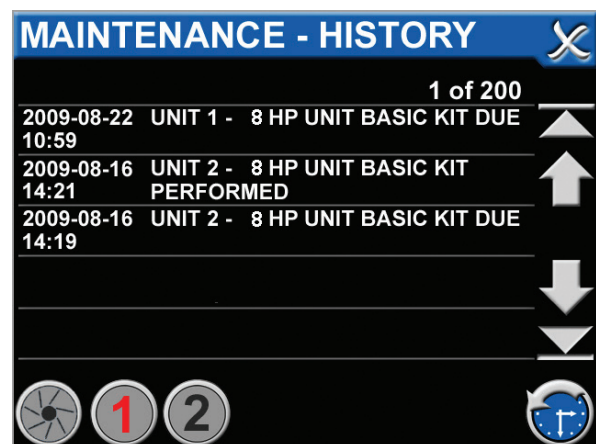 MAINTENANCE - HISTORY
1 of 200
2009-08-22 UNIT 1 - 8 HP UNIT BASIC KIT DUE
10:59
2009-08-16 UNIT 2 - 8 HP UNIT BASIC KIT
14:21 PERFORMED
2009-08-16 UNIT 2 - 8 HP UNIT BASIC KIT DUE
14:19
1 2